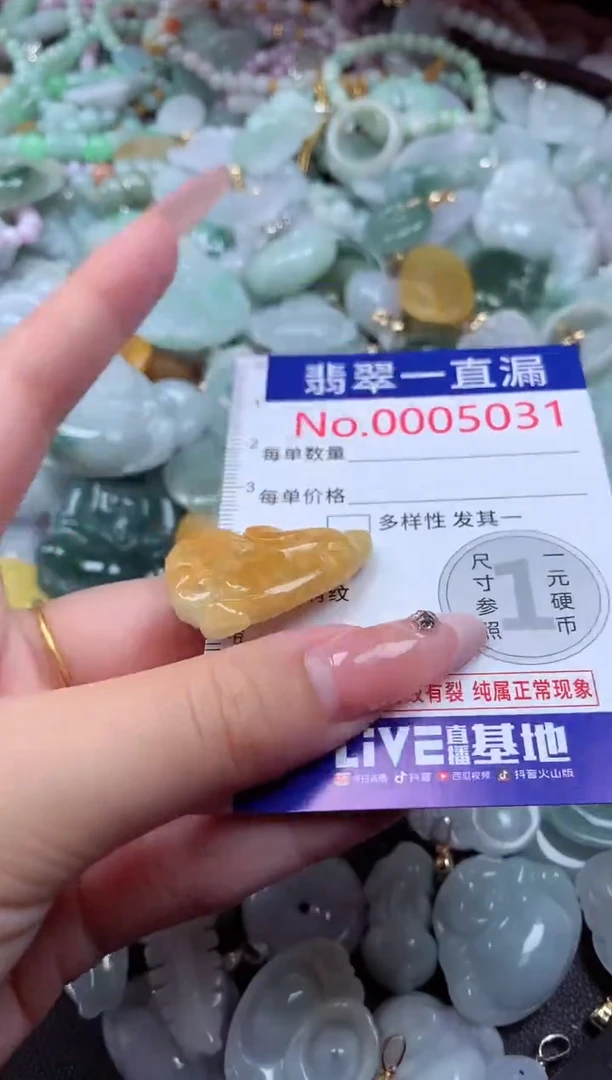 翡翠一直漏
No.0005031
1
2
每单数量
3
每单价格
多样性 发其一
纹
尺寸参照
1
一元硬币
有裂 纯属正常现象
LiVE直播基地
抖音 西瓜视频 抖音火山版